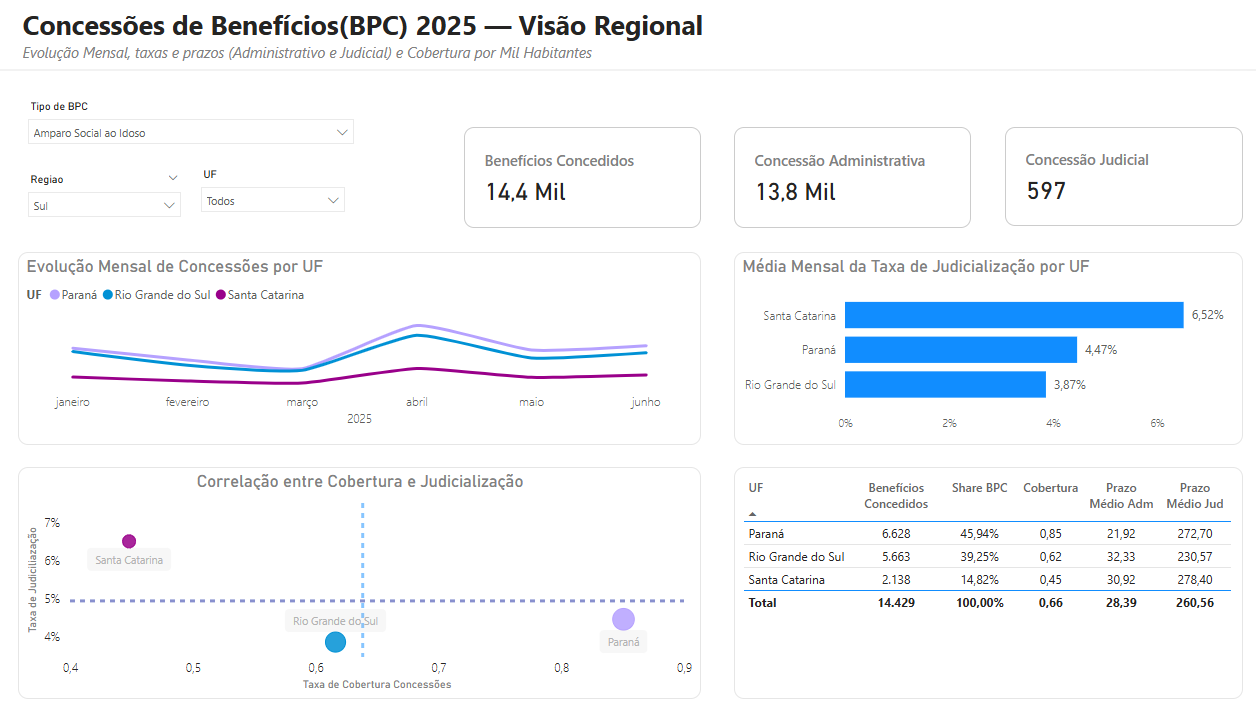 Concessões de Benefícios(BPC) 2025 — Visão Regional
Evolução Mensal, taxas e prazos (Administrativo e Judicial) e Cobertura por Mil Habitantes
Tipo de BPC
Amparo Social ao Idoso
Regiao
Sul
UF
Todos
Benefícios Concedidos
14,4 Mil
Concessão Administrativa
13,8 Mil
Concessão Judicial
597
Evolução Mensal de Concessões por UF
UF Paraná Rio Grande do Sul Santa Catarina
janeiro fevereiro março abril maio junho
2025
Média Mensal da Taxa de Judicialização por UF
Santa Catarina 6,52%
Paraná 4,47%
Rio Grande do Sul 3,87%
0% 2% 4% 6%
Correlação entre Cobertura e Judicialização
Taxa de Judiciliazação
7%
6%
5%
4%
Santa Catarina
Rio Grande do Sul
Paraná
0,4 0,5 0,6 0,7 0,8 0,9
Taxa de Cobertura Concessões
UF Benefícios Concedidos Share BPC Cobertura Prazo Médio Adm Prazo Médio Jud
Paraná 6.628 45,94% 0,85 21,92 272,70
Rio Grande do Sul 5.663 39,25% 0,62 32,33 230,57
Santa Catarina 2.138 14,82% 0,45 30,92 278,40
Total 14.429 100,00% 0,66 28,39 260,56